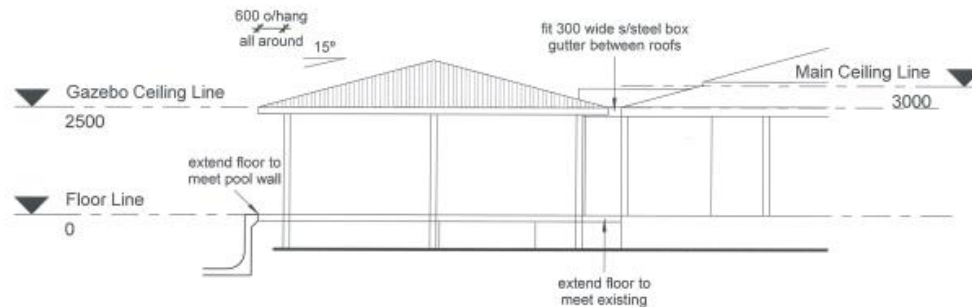 600 o/hang
all around
15º
fit 300 wide s/steel box
gutter between roofs
Main Ceiling Line
3000
Gazebo Ceiling Line
2500
extend floor to
meet pool wall
Floor Line
0
extend floor to
meet existing